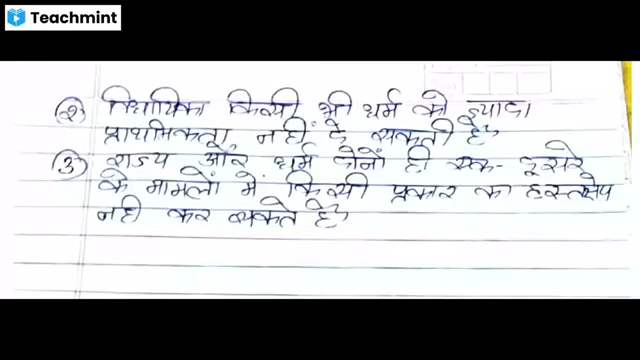 Teachmint
② विधायिका किसी भी धर्म को ज्यादा
प्राथमिकता नहीं दे सकती है
③ राज्य और धर्म दोनों ही एक-दूसरे
के मामलों में किसी प्रकार का हस्तक्षेप
नही कर सकते है